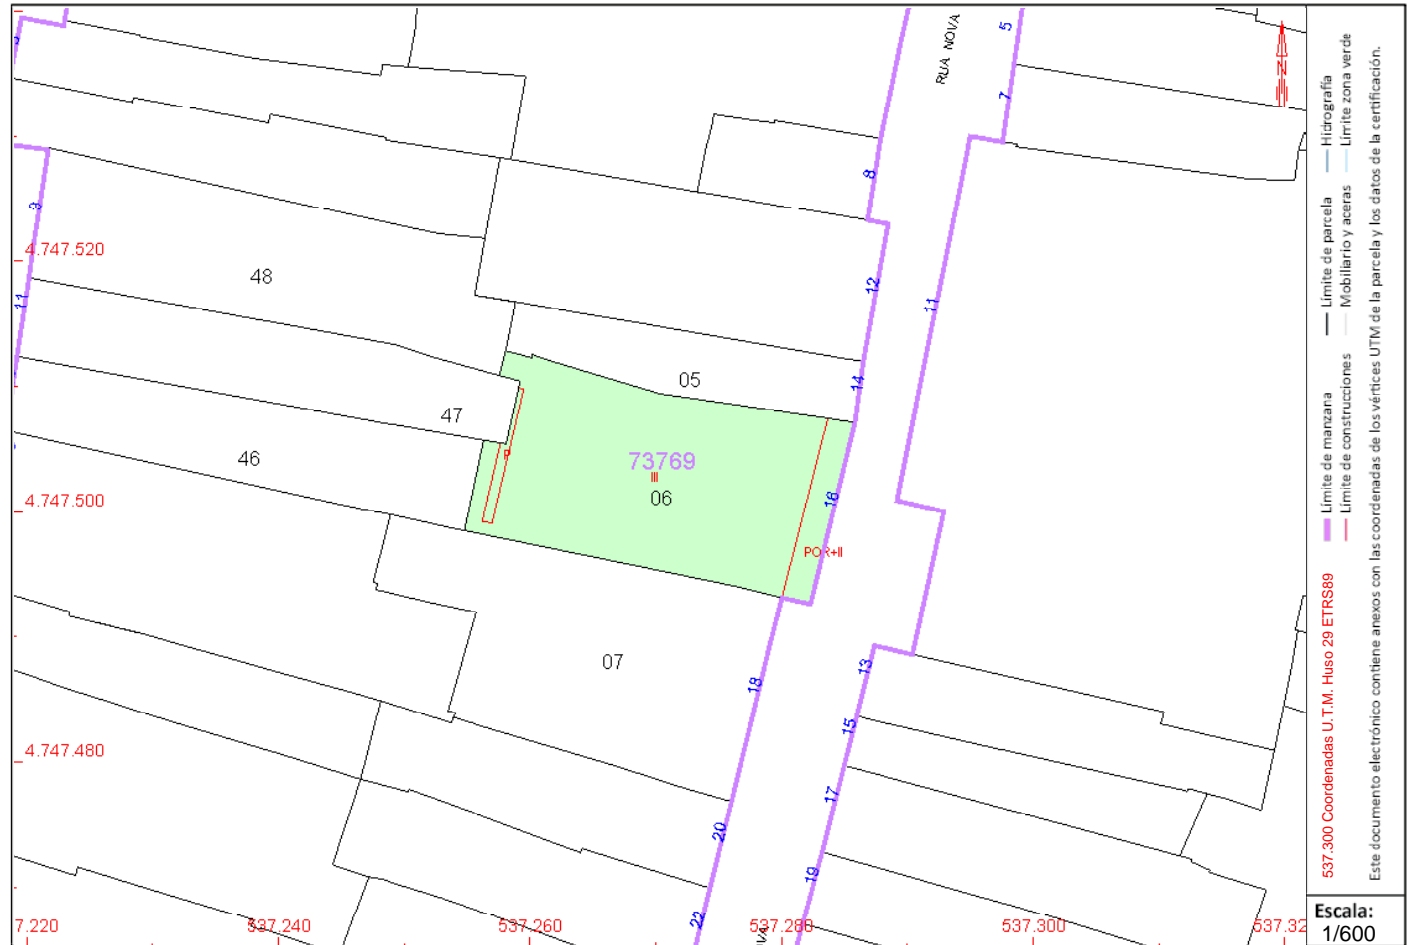 RUA NOVA
5
7
8
9
4.747.520
48
12
11
11
05
14
47
46
P
73769
III
06
16
4.747.500
POR+II
07
13
18
15
4.747.480
17
20
19
22
7.220
537.240
537.260
537.280
537.300
537.32
VA
N
Límite de manzana
Límite de parcela
Hidrografía
Límite de construcciones
Mobiliario y aceras
Límite zona verde
537.300 Coordenadas U.T.M. Huso 29 ETRS89
Este documento electrónico contiene anexos con las coordenadas de los vértices UTM de la parcela y los datos de la certificación.
Escala:
1/600